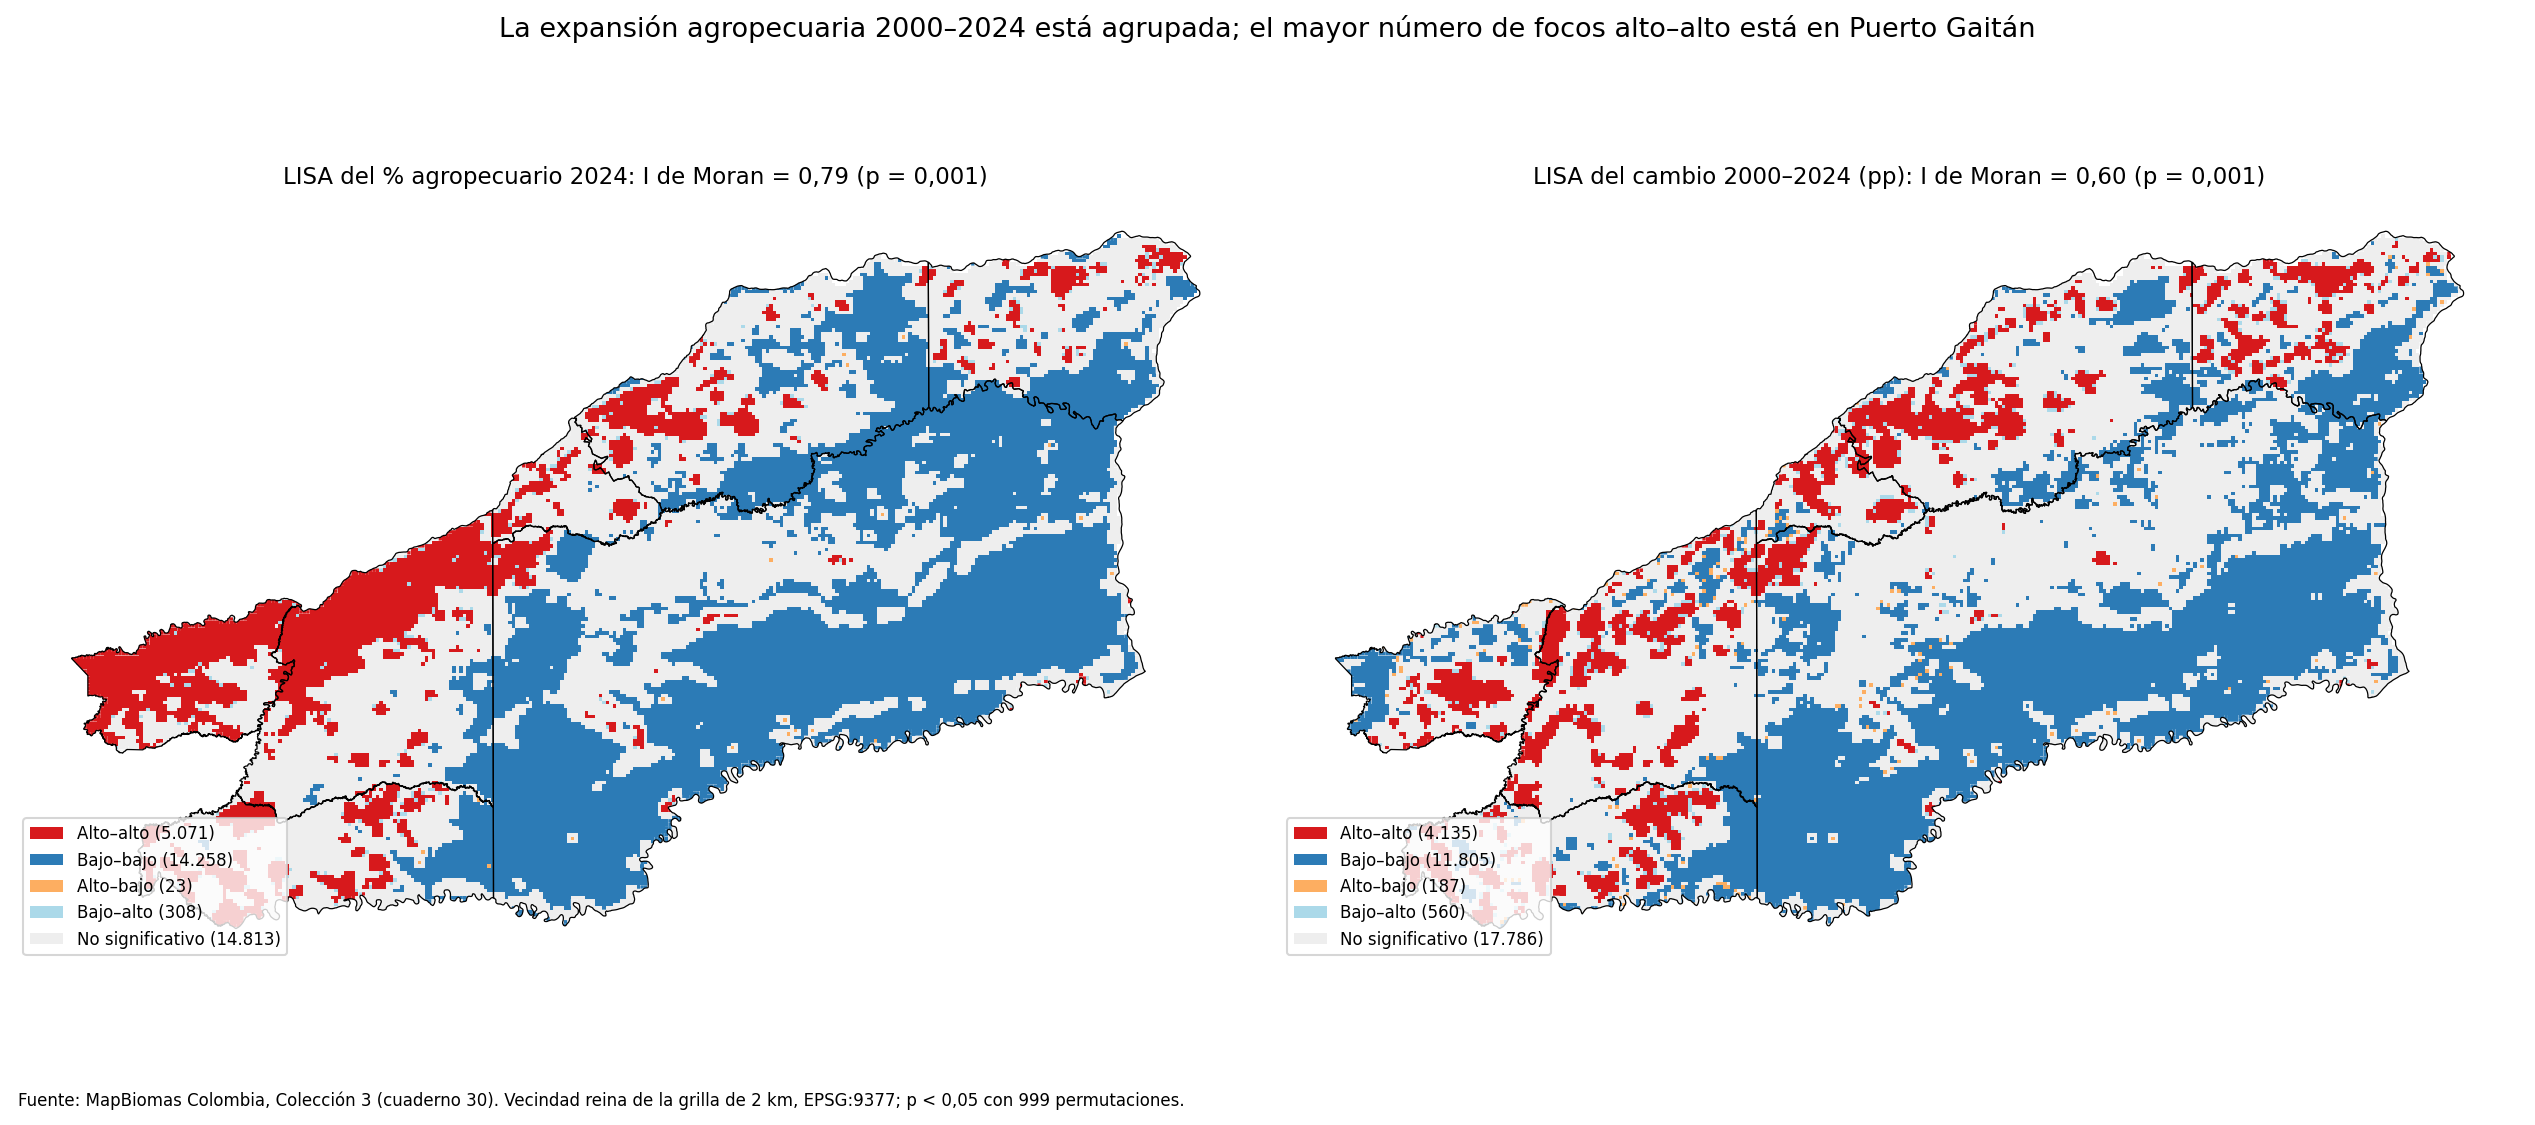 La expansión agropecuaria 2000–2024 está agrupada; el mayor número de focos alto–alto está en Puerto Gaitán
LISA del % agropecuario 2024: I de Moran = 0,79 (p = 0,001)
Alto–alto (5.071)
Bajo–bajo (14.258)
Alto–bajo (23)
Bajo–alto (308)
No significativo (14.813)
LISA del cambio 2000–2024 (pp): I de Moran = 0,60 (p = 0,001)
Alto–alto (4.135)
Bajo–bajo (11.805)
Alto–bajo (187)
Bajo–alto (560)
No significativo (17.786)
Fuente: MapBiomas Colombia, Colección 3 (cuaderno 30). Vecindad reina de la grilla de 2 km, EPSG:9377; p < 0,05 con 999 permutaciones.